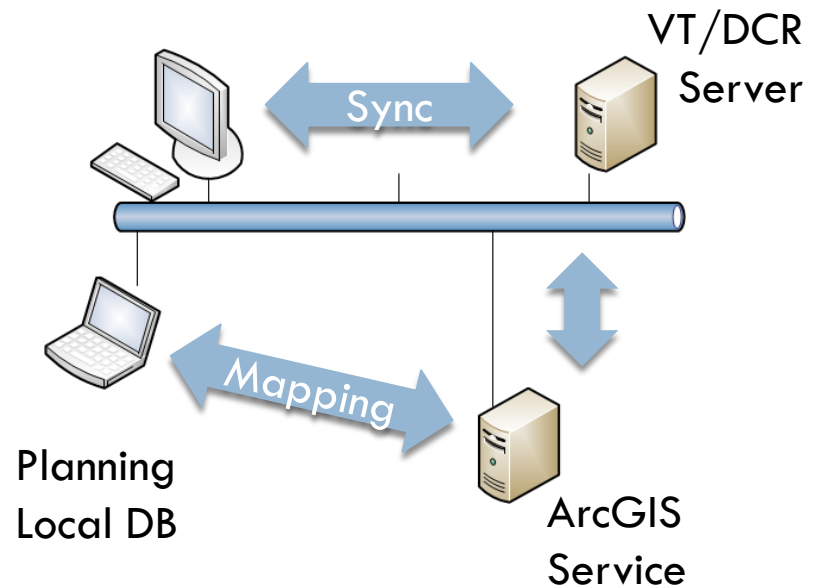 VT/DCR
Server
Sync
Mapping
Planning
Local DB
ArcGIS
Service